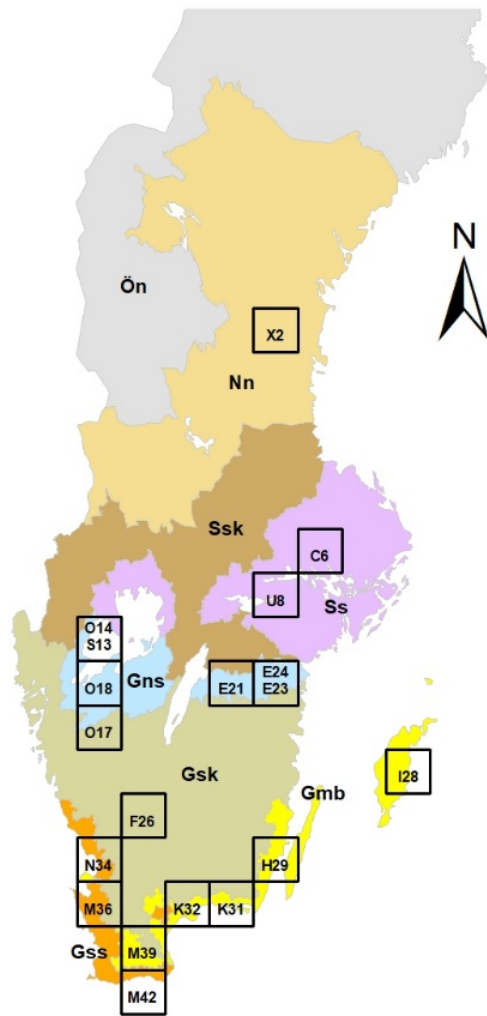 N
Ön
X2
Nn
Ssk
C6
U8
Ss
O14
S13
Gns
O18
E21
E24
E23
O17
Gsk
I28
Gmb
F26
N34
H29
M36
K32
K31
Gss
M39
M42